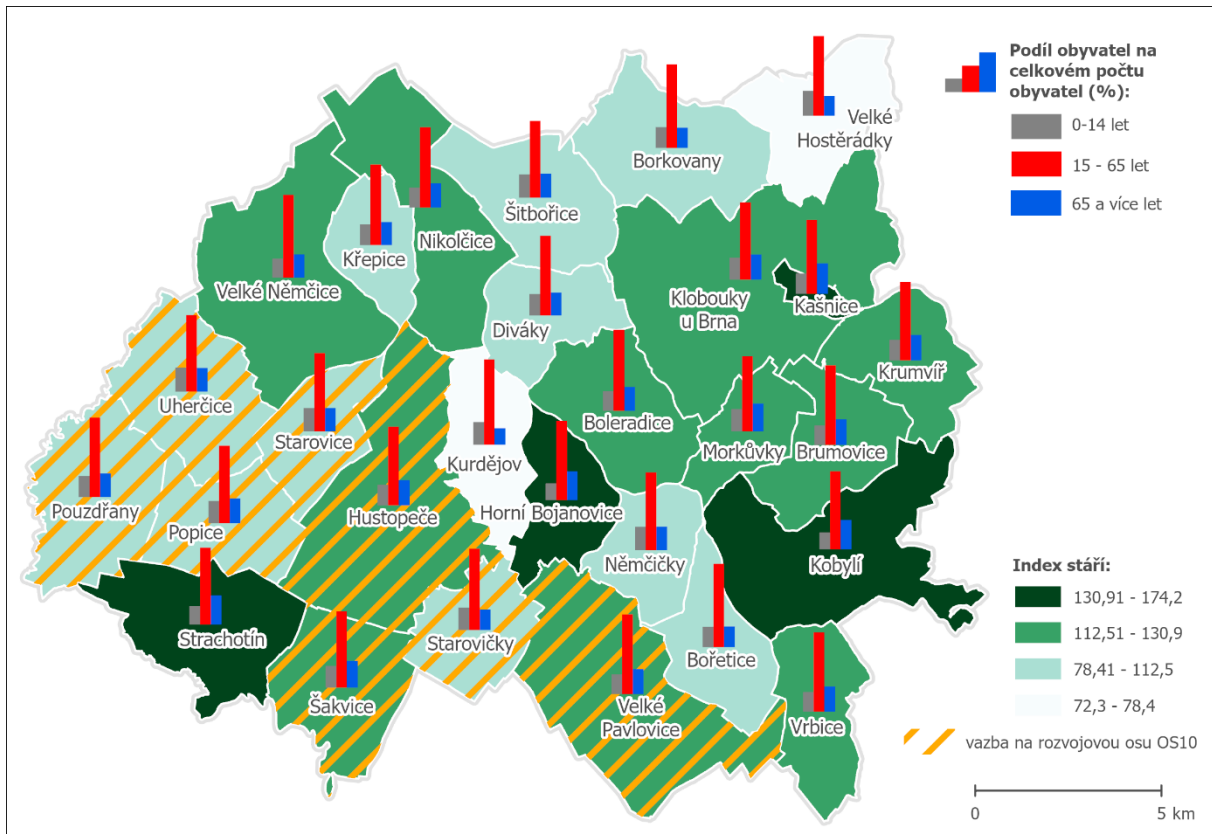 Podíl obyvatel na
celkovém počtu
obyvatel (%):
0-14 let
15 - 65 let
65 a více let
Velké
Hostěrádky
Borkovany
Šitbořice
Nikolčice
Křepice
Velké Němčice
Klobouky
u Brna
Kašnice
Diváky
Krumvíř
Uherčice
Starovice
Boleradice
Morkůvky
Brumovice
Kurdějov
Pouzdřany
Popice
Hustopeče
Horní Bojanovice
Němčičky
Kobylí
Strachotín
Starovičky
Bořetice
Šakvice
Velké
Pavlovice
Vrbice
Index stáří:
130,91 - 174,2
112,51 - 130,9
78,41 - 112,5
72,3 - 78,4
vazba na rozvojovou osu OS10
0 5 km